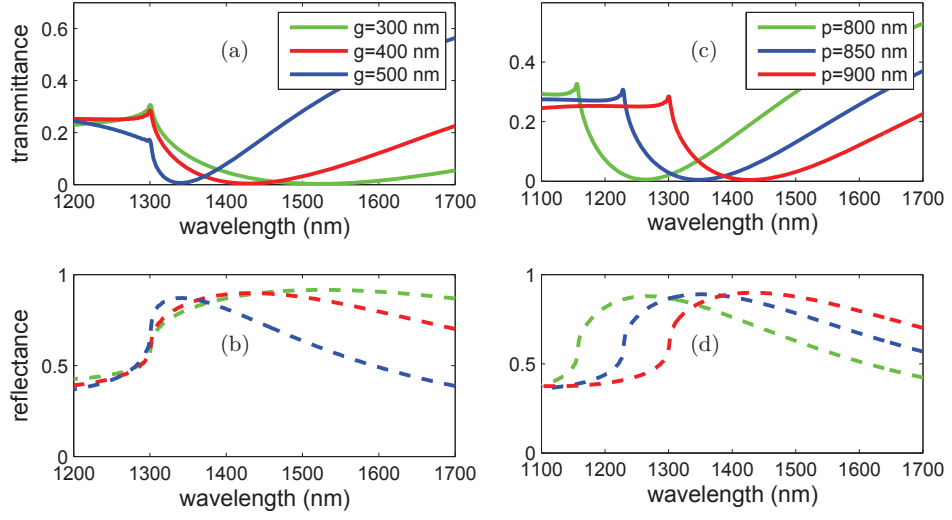 (a)
g=300 nm
g=400 nm
g=500 nm
transmittance
0.6
0.4
0.2
0
1200 1300 1400 1500 1600 1700
wavelength (nm)
(c)
p=800 nm
p=850 nm
p=900 nm
0.4
0.2
0
1100 1200 1300 1400 1500 1600 1700
wavelength (nm)
(b)
reflectance
1
0.5
0
1200 1300 1400 1500 1600 1700
wavelength (nm)
(d)
1
0.5
0
1100 1200 1300 1400 1500 1600 1700
wavelength (nm)